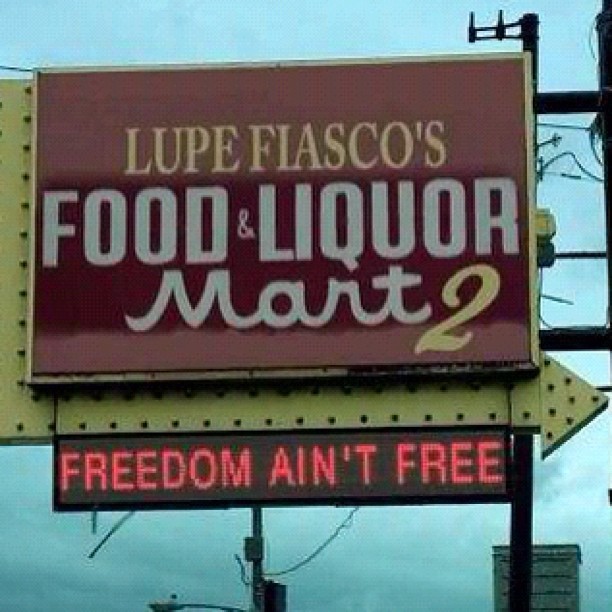 LUPE FIASCO'S
FOOD & LIQUOR
Mart 2
FREEDOM AIN'T FREE